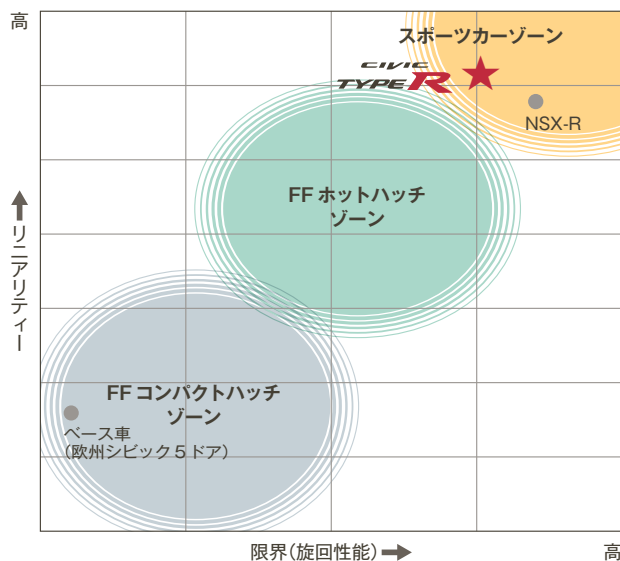 高
スポーツカーゾーン
CIVIC
TYPE R
NSX-R
FF ホットハッチ
ゾーン
リニアリティー
FF コンパクトハッチ
ゾーン
ベース車
（欧州シビック５ドア）
限界（旋回性能）
高